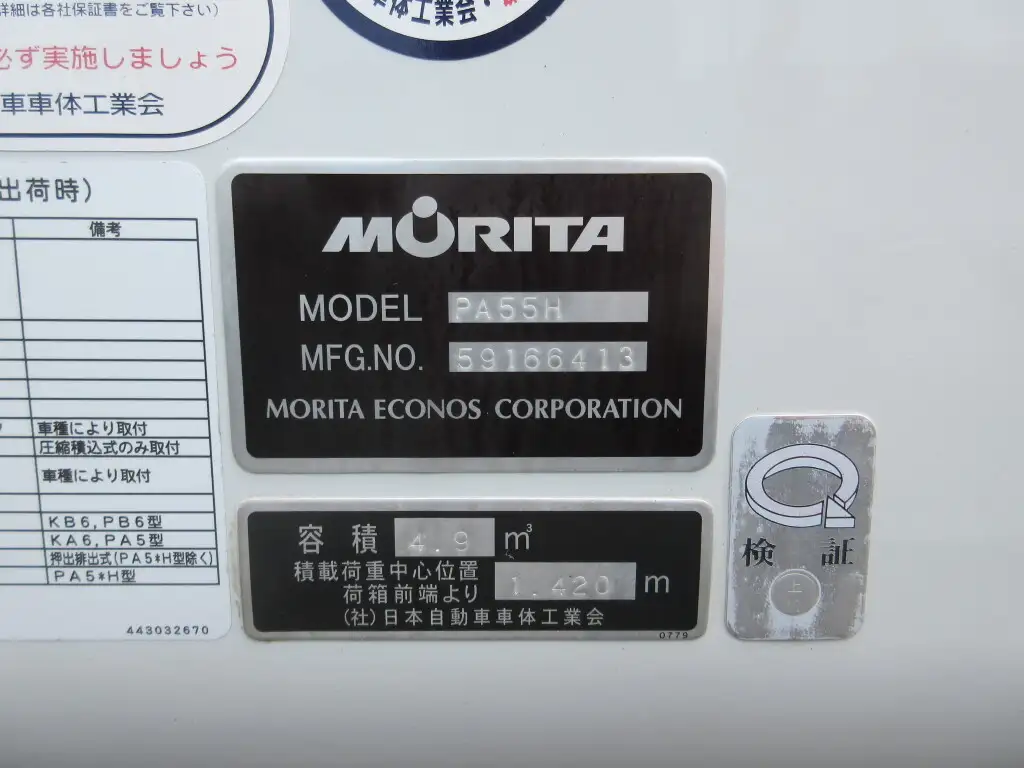 詳細は各社保証書をご覧下さい）
必ず実施しましょう
車車体工業会
車体工業会・
出荷時）
備考
車種により取付
圧縮積込式のみ取付
車種により取付
KB6,PB6型
KA6,PA5型
押出排出式(PA5*H型除く)
PA5*H型
443032670
MORITA
MODEL PA55H
MFG.NO. 59166413
MORITA ECONOS CORPORATION
容積 4.9 m³
積載荷重中心位置
荷箱前端より 1.420 m
(社)日本自動車車体工業会
0779
検 証
上